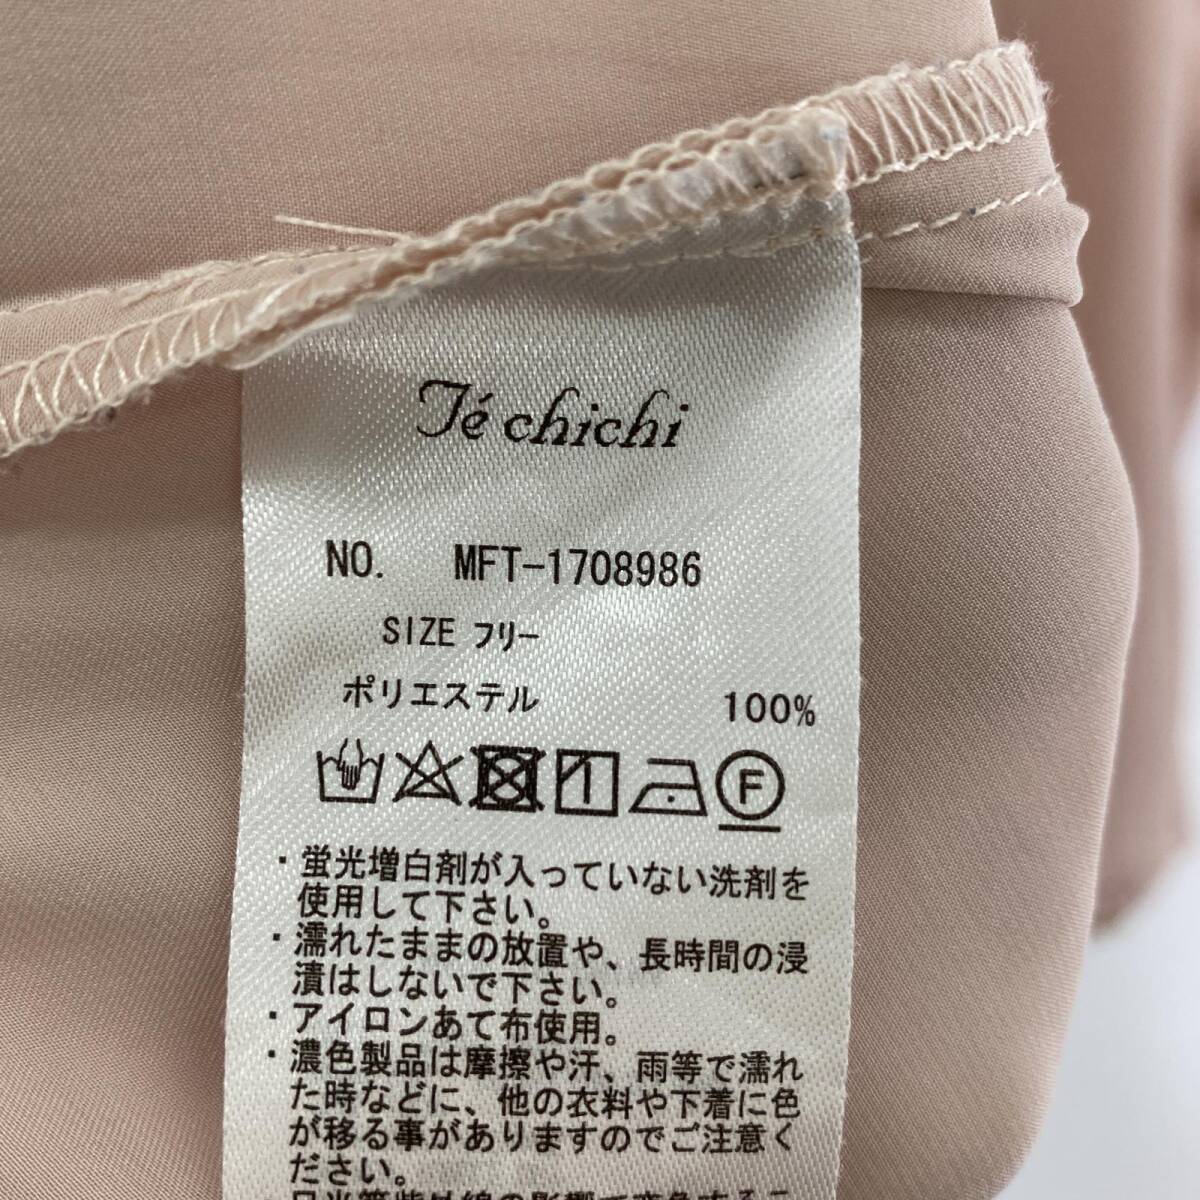 Té chichi
NO. MFT-1708986
SIZE フリー
ポリエステル 100%
F
・蛍光増白剤が入っていない洗剤を
使用して下さい。
・濡れたままの放置や、長時間の浸
漬はしないで下さい。
・アイロンあて布使用。
・濃色製品は摩擦や汗、雨等で濡れ
た時などに、他の衣料や下着に色
が移る事がありますのでご注意く
ださい。